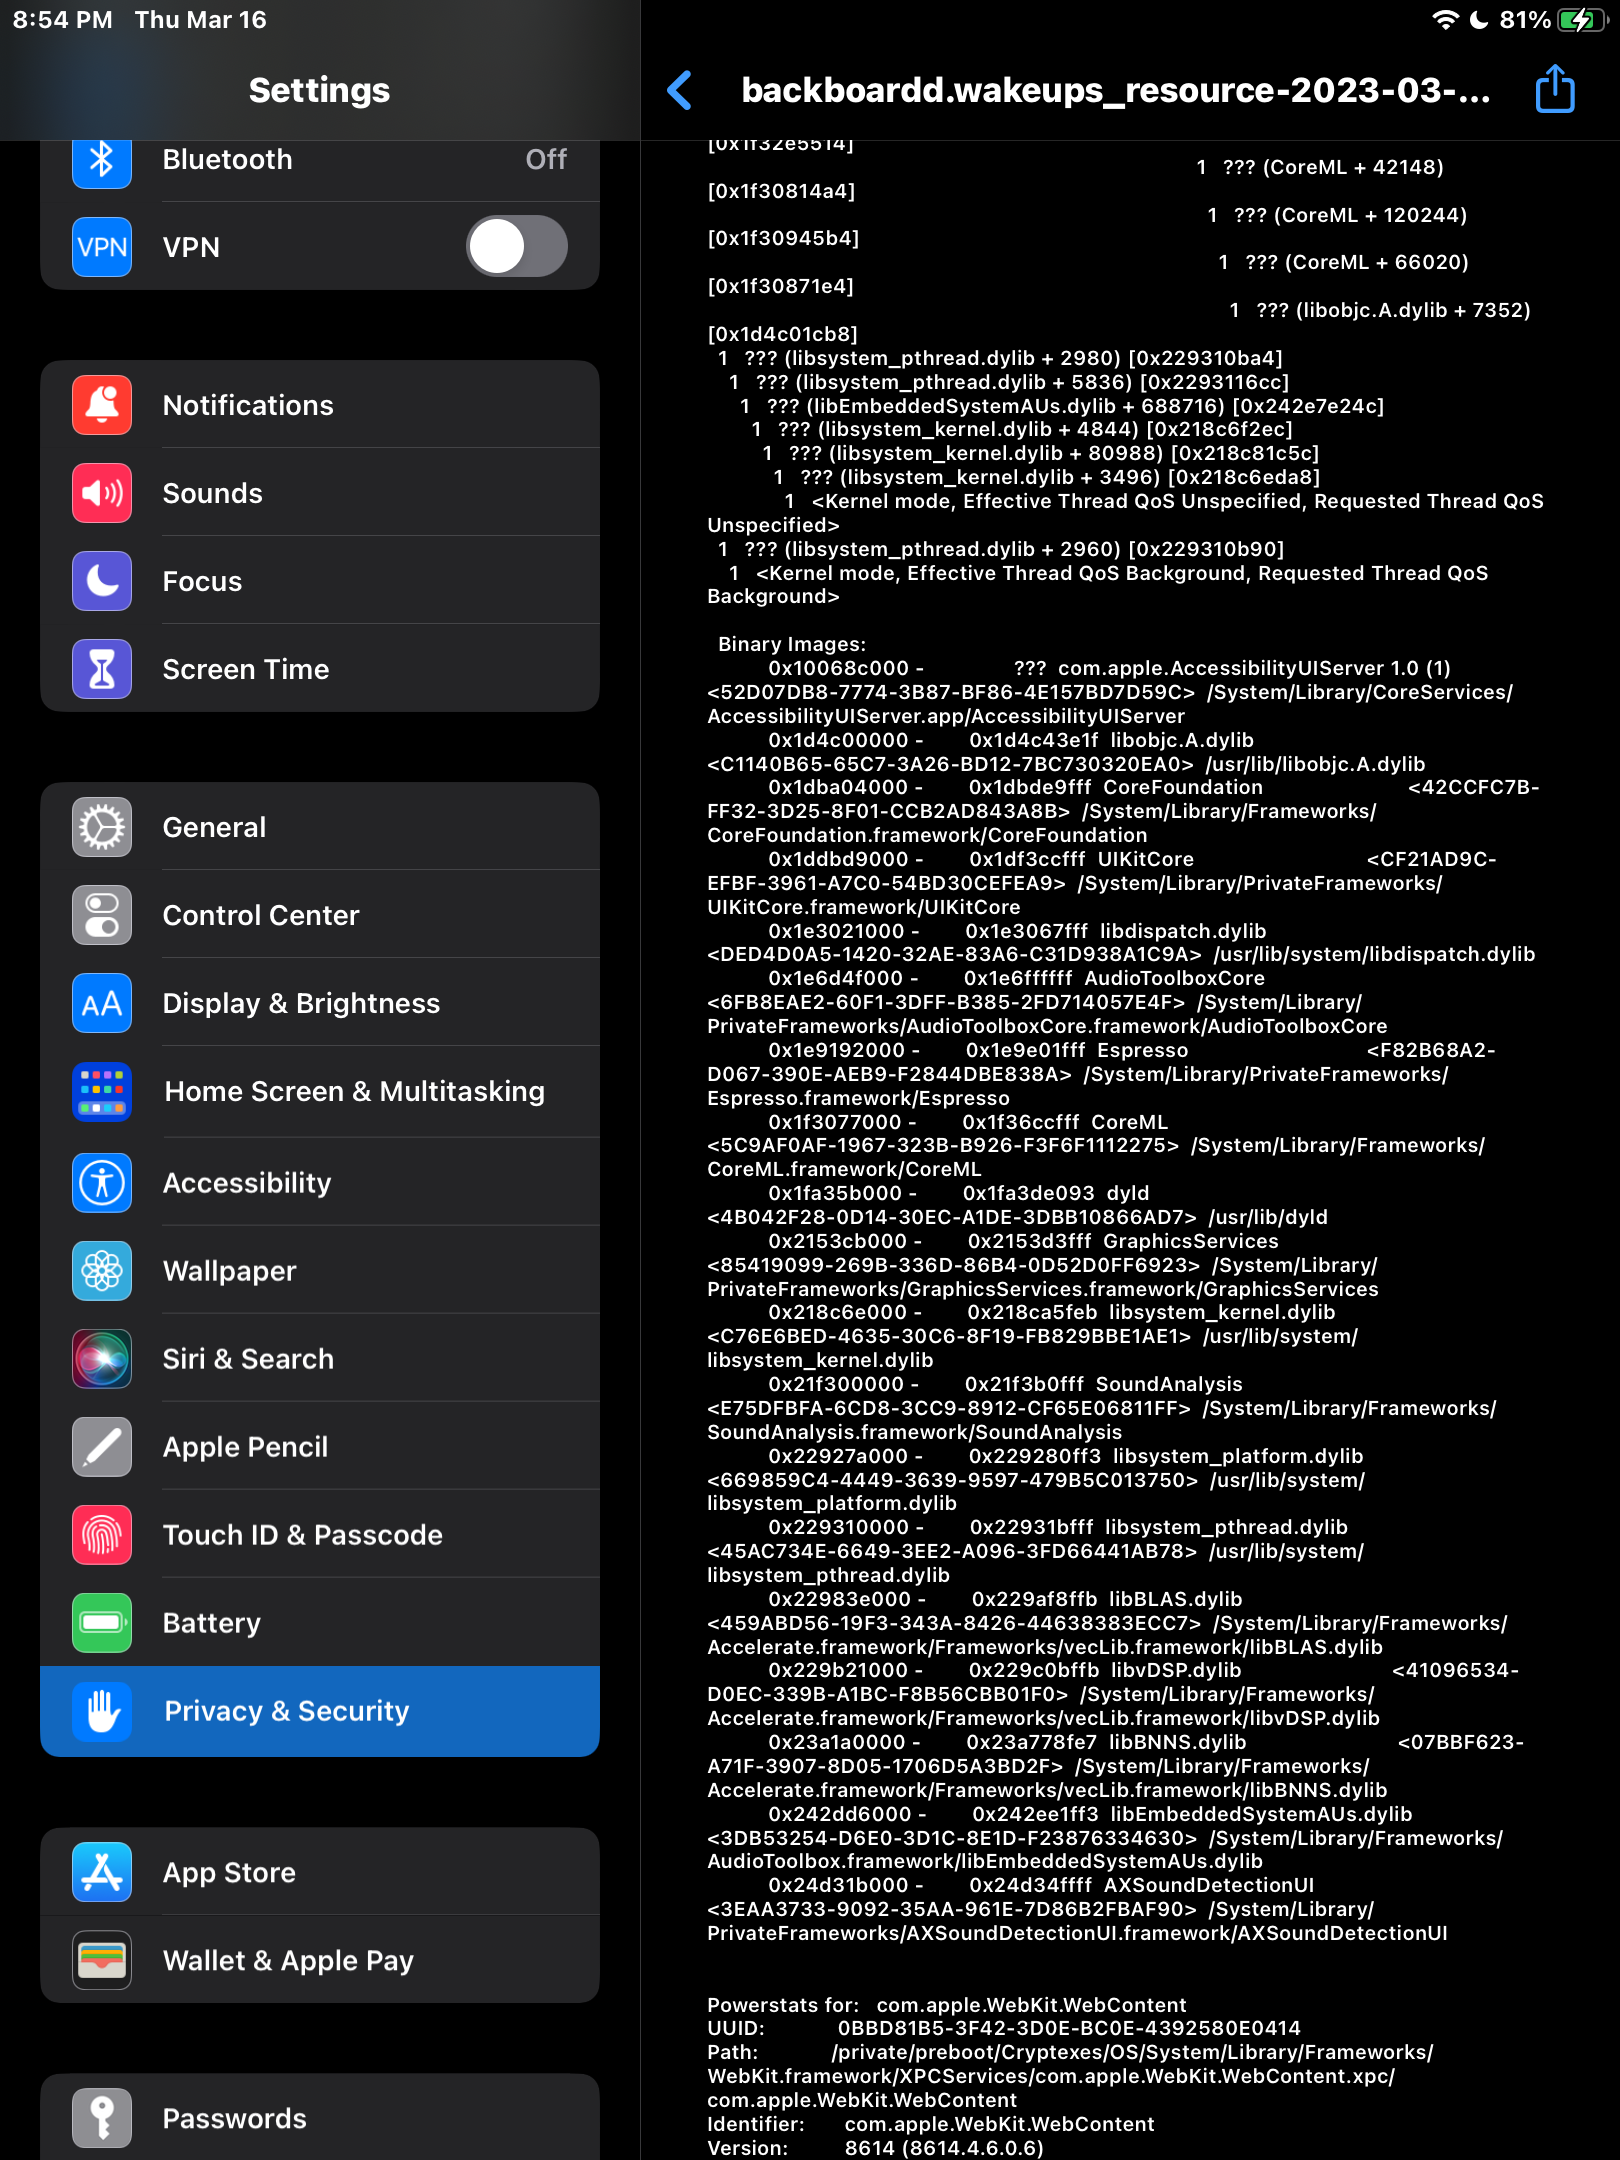 8:54 PM Thu Mar 16
81%
Settings
Bluetooth Off
VPN VPN
Notifications
Sounds
Focus
Screen Time
General
Control Center
AA Display & Brightness
Home Screen & Multitasking
Accessibility
Wallpaper
Siri & Search
Apple Pencil
Touch ID & Passcode
Battery
Privacy & Security
App Store
Wallet & Apple Pay
Passwords
backboardd.wakeups_resource-2023-03-...
[0x1f32e5514]
1 ??? (CoreML + 42148)
[0x1f30814a4]
1 ??? (CoreML + 120244)
[0x1f30945b4]
1 ??? (CoreML + 66020)
[0x1f30871e4]
1 ??? (libobjc.A.dylib + 7352)
[0x1d4c01cb8]
1 ??? (libsystem_pthread.dylib + 2980) [0x229310ba4]
1 ??? (libsystem_pthread.dylib + 5836) [0x2293116cc]
1 ??? (libEmbeddedSystemAUs.dylib + 688716) [0x242e7e24c]
1 ??? (libsystem_kernel.dylib + 4844) [0x218c6f2ec]
1 ??? (libsystem_kernel.dylib + 80988) [0x218c81c5c]
1 ??? (libsystem_kernel.dylib + 3496) [0x218c6eda8]
1 <Kernel mode, Effective Thread QoS Unspecified, Requested Thread QoS
Unspecified>
1 ??? (libsystem_pthread.dylib + 2960) [0x229310b90]
1 <Kernel mode, Effective Thread QoS Background, Requested Thread QoS
Background>
Binary Images:
0x10068c000 - ??? com.apple.AccessibilityUIServer 1.0 (1)
<52D07DB8-7774-3B87-BF86-4E157BD7D59C> /System/Library/CoreServices/
AccessibilityUIServer.app/AccessibilityUIServer
0x1d4c00000 - 0x1d4c43e1f libobjc.A.dylib
<C1140B65-65C7-3A26-BD12-7BC730320EA0> /usr/lib/libobjc.A.dylib
0x1dba04000 - 0x1dbde9fff CoreFoundation <42CCFC7B-
FF32-3D25-8F01-CCB2AD843A8B> /System/Library/Frameworks/
CoreFoundation.framework/CoreFoundation
0x1ddbd9000 - 0x1df3ccfff UIKitCore <CF21AD9C-
EFBF-3961-A7C0-54BD30CEFEA9> /System/Library/PrivateFrameworks/
UIKitCore.framework/UIKitCore
0x1e3021000 - 0x1e3067fff libdispatch.dylib
<DED4D0A5-1420-32AE-83A6-C31D938A1C9A> /usr/lib/system/libdispatch.dylib
0x1e6d4f000 - 0x1e6ffffff AudioToolboxCore
<6FB8EAE2-60F1-3DFF-B385-2FD714057E4F> /System/Library/
PrivateFrameworks/AudioToolboxCore.framework/AudioToolboxCore
0x1e9192000 - 0x1e9e01fff Espresso <F82B68A2-
D067-390E-AEB9-F2844DBE838A> /System/Library/PrivateFrameworks/
Espresso.framework/Espresso
0x1f3077000 - 0x1f36ccfff CoreML
<5C9AF0AF-1967-323B-B926-F3F6F1112275> /System/Library/Frameworks/
CoreML.framework/CoreML
0x1fa35b000 - 0x1fa3de093 dyld
<4B042F28-0D14-30EC-A1DE-3DBB10866AD7> /usr/lib/dyld
0x2153cb000 - 0x2153d3fff GraphicsServices
<85419099-269B-336D-86B4-0D52D0FF6923> /System/Library/
PrivateFrameworks/GraphicsServices.framework/GraphicsServices
0x218c6e000 - 0x218ca5feb libsystem_kernel.dylib
<C76E6BED-4635-30C6-8F19-FB829BBE1AE1> /usr/lib/system/
libsystem_kernel.dylib
0x21f300000 - 0x21f3b0fff SoundAnalysis
<E75DFBFA-6CD8-3CC9-8912-CF65E06811FF> /System/Library/Frameworks/
SoundAnalysis.framework/SoundAnalysis
0x22927a000 - 0x229280ff3 libsystem_platform.dylib
<669859C4-4449-3639-9597-479B5C013750> /usr/lib/system/
libsystem_platform.dylib
0x229310000 - 0x22931bfff libsystem_pthread.dylib
<45AC734E-6649-3EE2-A096-3FD66441AB78> /usr/lib/system/
libsystem_pthread.dylib
0x22983e000 - 0x229af8ffb libBLAS.dylib
<459ABD56-19F3-343A-8426-44638383ECC7> /System/Library/Frameworks/
Accelerate.framework/Frameworks/vecLib.framework/libBLAS.dylib
0x229b21000 - 0x229c0bffb libvDSP.dylib <41096534-
D0EC-339B-A1BC-F8B56CBB01F0> /System/Library/Frameworks/
Accelerate.framework/Frameworks/vecLib.framework/libvDSP.dylib
0x23a1a0000 - 0x23a778fe7 libBNNS.dylib <07BBF623-
A71F-3907-8D05-1706D5A3BD2F> /System/Library/Frameworks/
Accelerate.framework/Frameworks/vecLib.framework/libBNNS.dylib
0x242dd6000 - 0x242ee1ff3 libEmbeddedSystemAUs.dylib
<3DB53254-D6E0-3D1C-8E1D-F23876334630> /System/Library/Frameworks/
AudioToolbox.framework/libEmbeddedSystemAUs.dylib
0x24d31b000 - 0x24d34ffff AXSoundDetectionUI
<3EAA3733-9092-35AA-961E-7D86B2FBAF90> /System/Library/
PrivateFrameworks/AXSoundDetectionUI.framework/AXSoundDetectionUI
Powerstats for: com.apple.WebKit.WebContent
UUID: 0BBD81B5-3F42-3D0E-BC0E-4392580E0414
Path: /private/preboot/Cryptexes/OS/System/Library/Frameworks/
WebKit.framework/XPCServices/com.apple.WebKit.WebContent.xpc/
com.apple.WebKit.WebContent
Identifier: com.apple.WebKit.WebContent
Version: 8614 (8614.4.6.0.6)